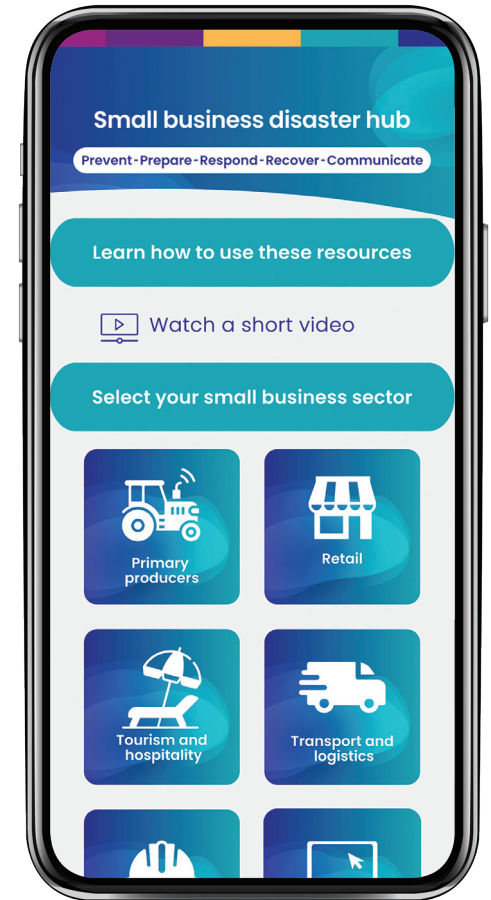 Small business disaster hub
Prevent-Prepare-Respond-Recover-Communicate
Learn how to use these resources
Watch a short video
Select your small business sector
Primary
producers
Retail
Tourism and
hospitality
Transport and
logistics